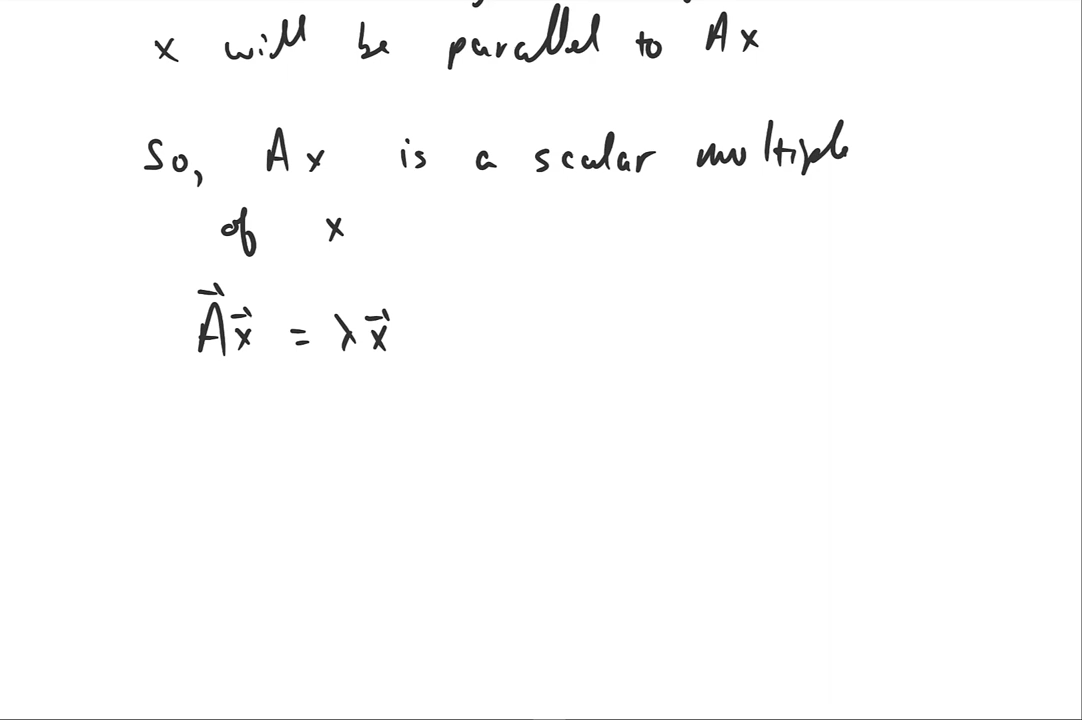 x will be parallel to Ax
So, Ax is a scalar multiple
of x
A⃗x⃗ = λx⃗